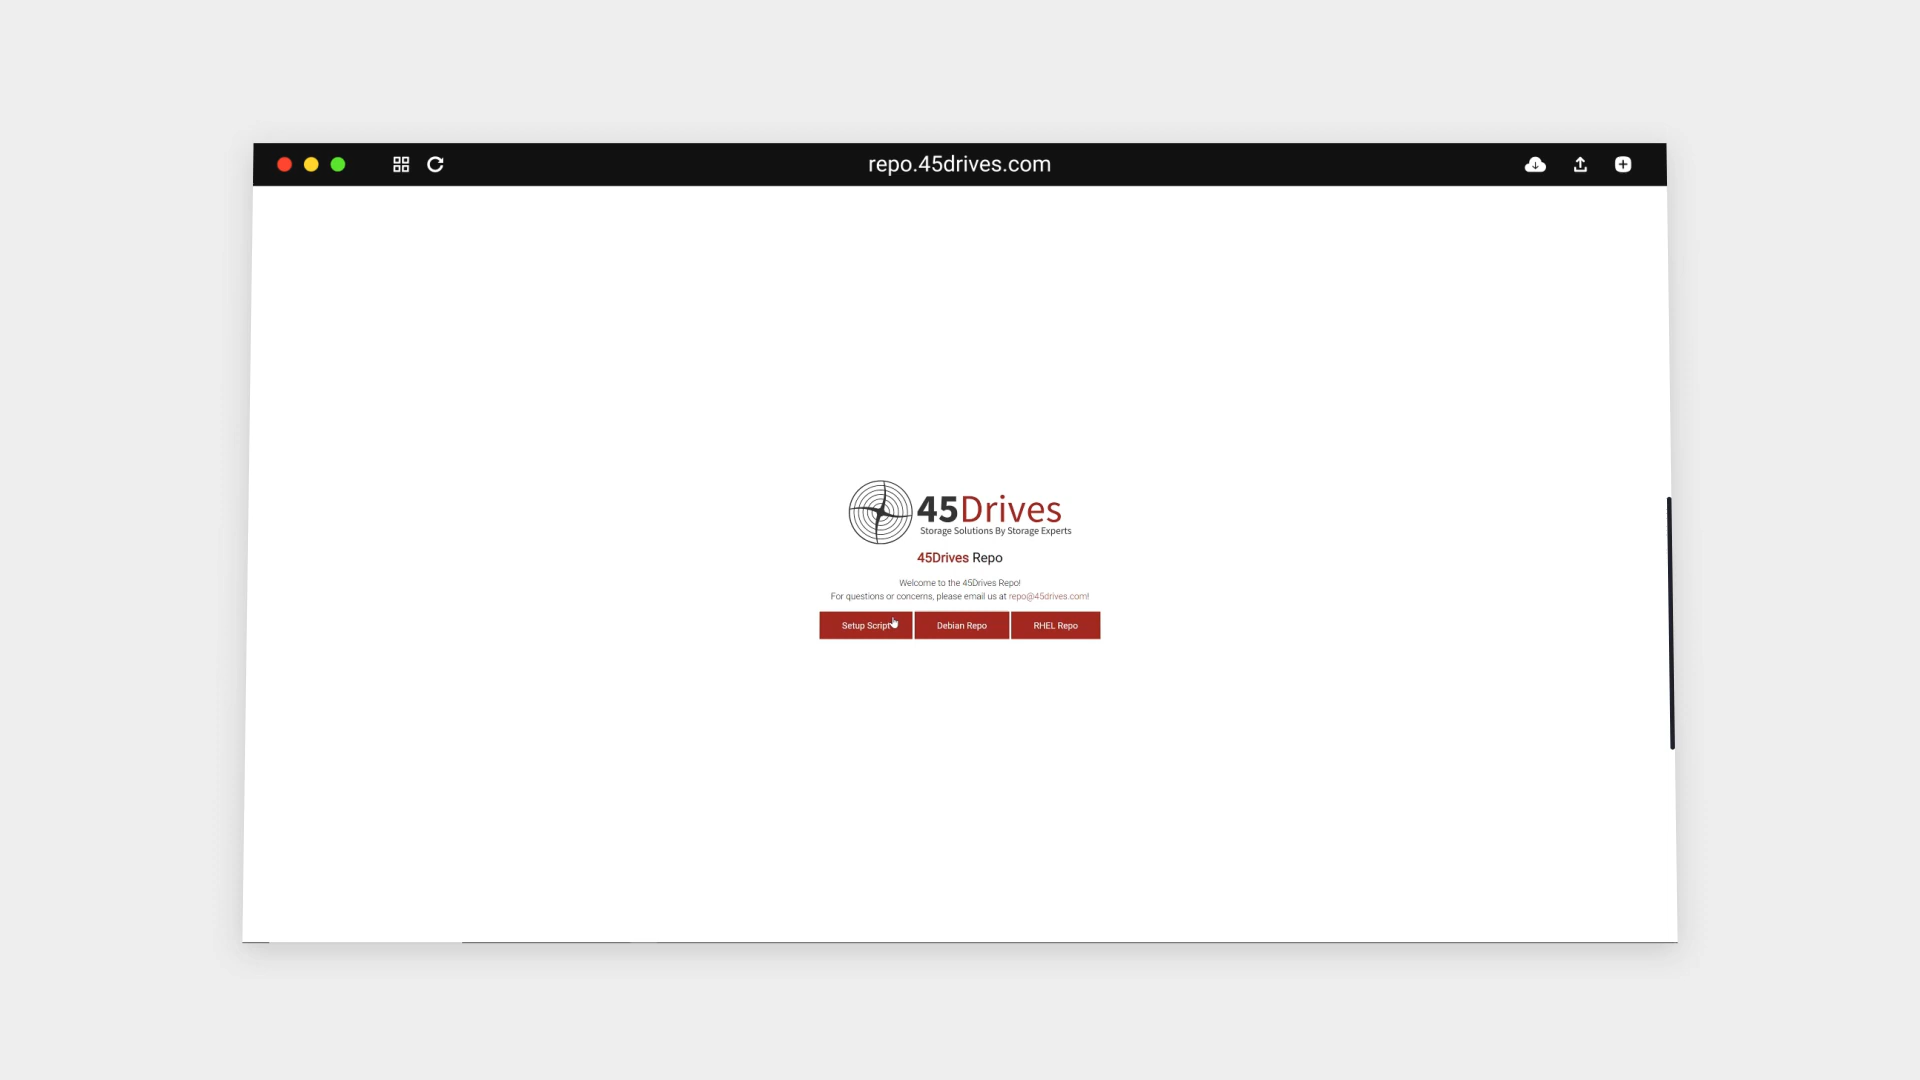 repo.45drives.com
45Drives
Storage Solutions By Storage Experts
45Drives Repo
Welcome to the 45Drives Repo!
For questions or concerns, please email us at repo@45drives.com!
Setup Script
Debian Repo
RHEL Repo